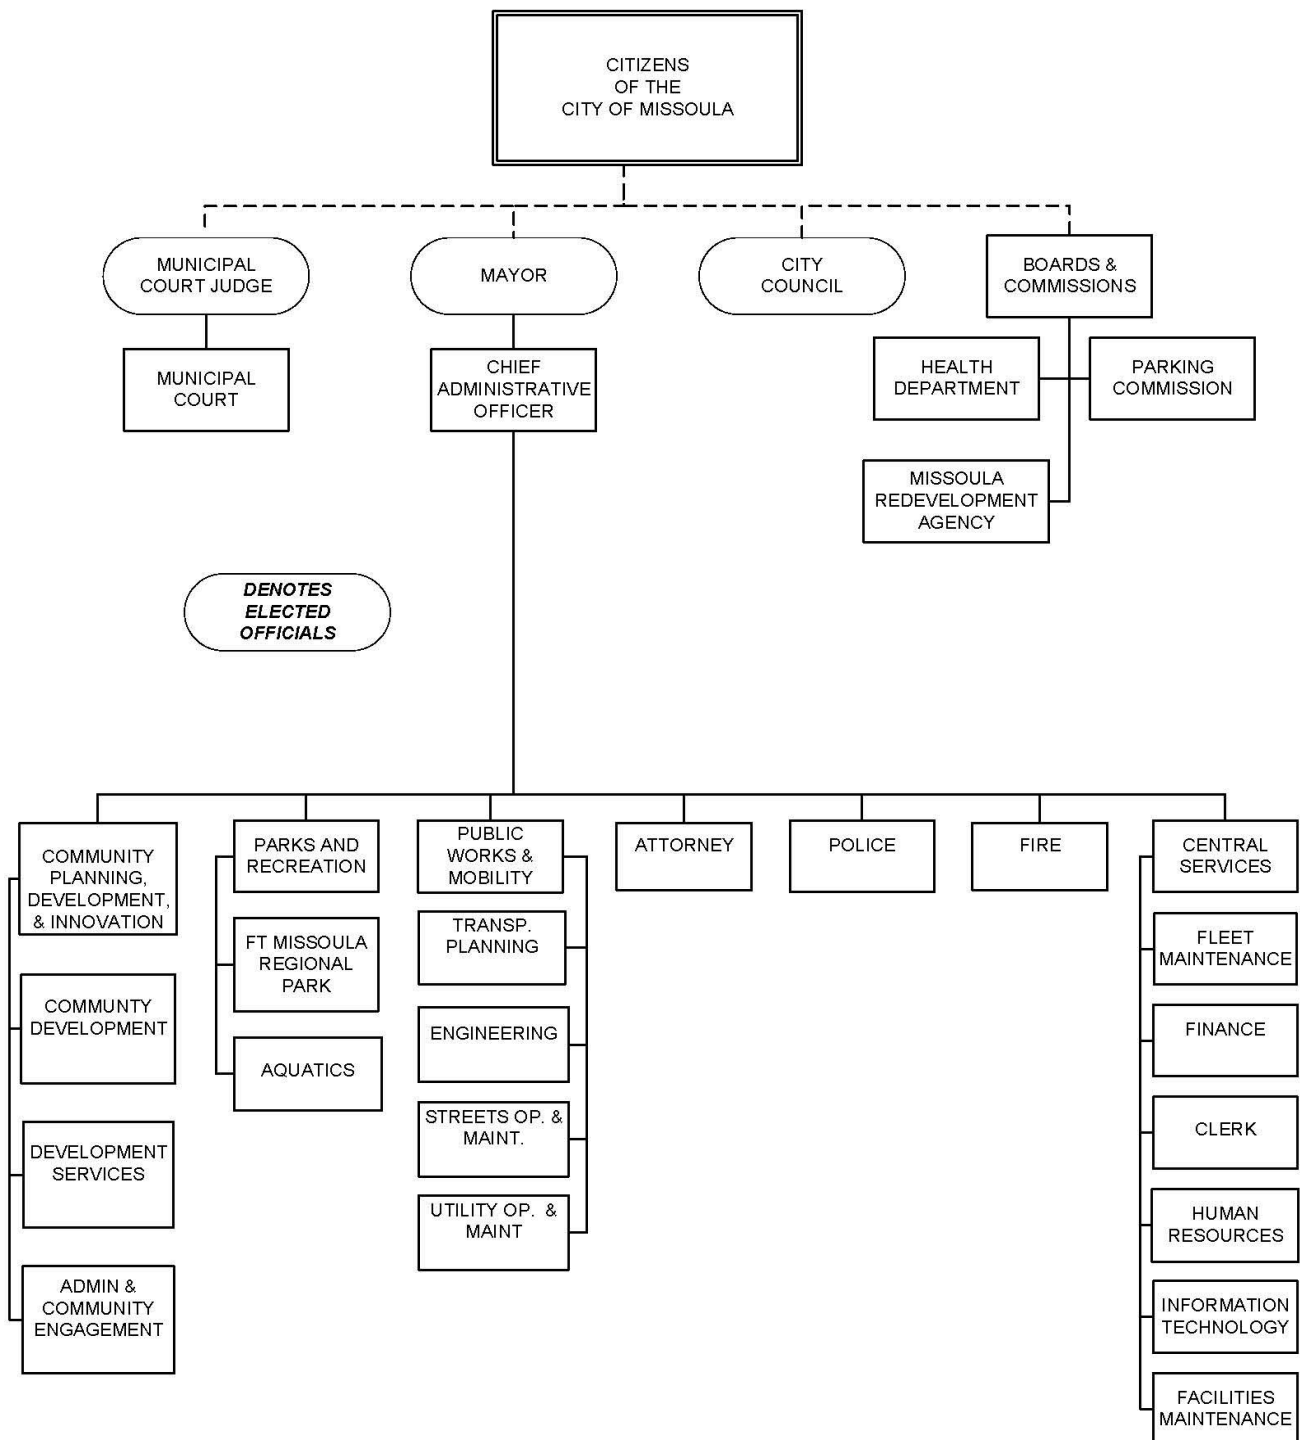 CITIZENS
OF THE
CITY OF MISSOULA
MUNICIPAL
COURT JUDGE
MAYOR
CITY
COUNCIL
BOARDS &
COMMISSIONS
MUNICIPAL
COURT
CHIEF
ADMINISTRATIVE
OFFICER
HEALTH
DEPARTMENT
PARKING
COMMISSION
MISSOULA
REDEVELOPMENT
AGENCY
DENOTES
ELECTED
OFFICIALS
COMMUNITY
PLANNING,
DEVELOPMENT,
& INNOVATION
COMMUNTY
DEVELOPMENT
DEVELOPMENT
SERVICES
ADMIN &
COMMUNITY
ENGAGEMENT
PARKS AND
RECREATION
FT MISSOULA
REGIONAL
PARK
AQUATICS
PUBLIC
WORKS &
MOBILITY
TRANSP.
PLANNING
ENGINEERING
STREETS OP. &
MAINT.
UTILITY OP. &
MAINT
ATTORNEY
POLICE
FIRE
CENTRAL
SERVICES
FLEET
MAINTENANCE
FINANCE
CLERK
HUMAN
RESOURCES
INFORMATION
TECHNOLOGY
FACILITIES
MAINTENANCE